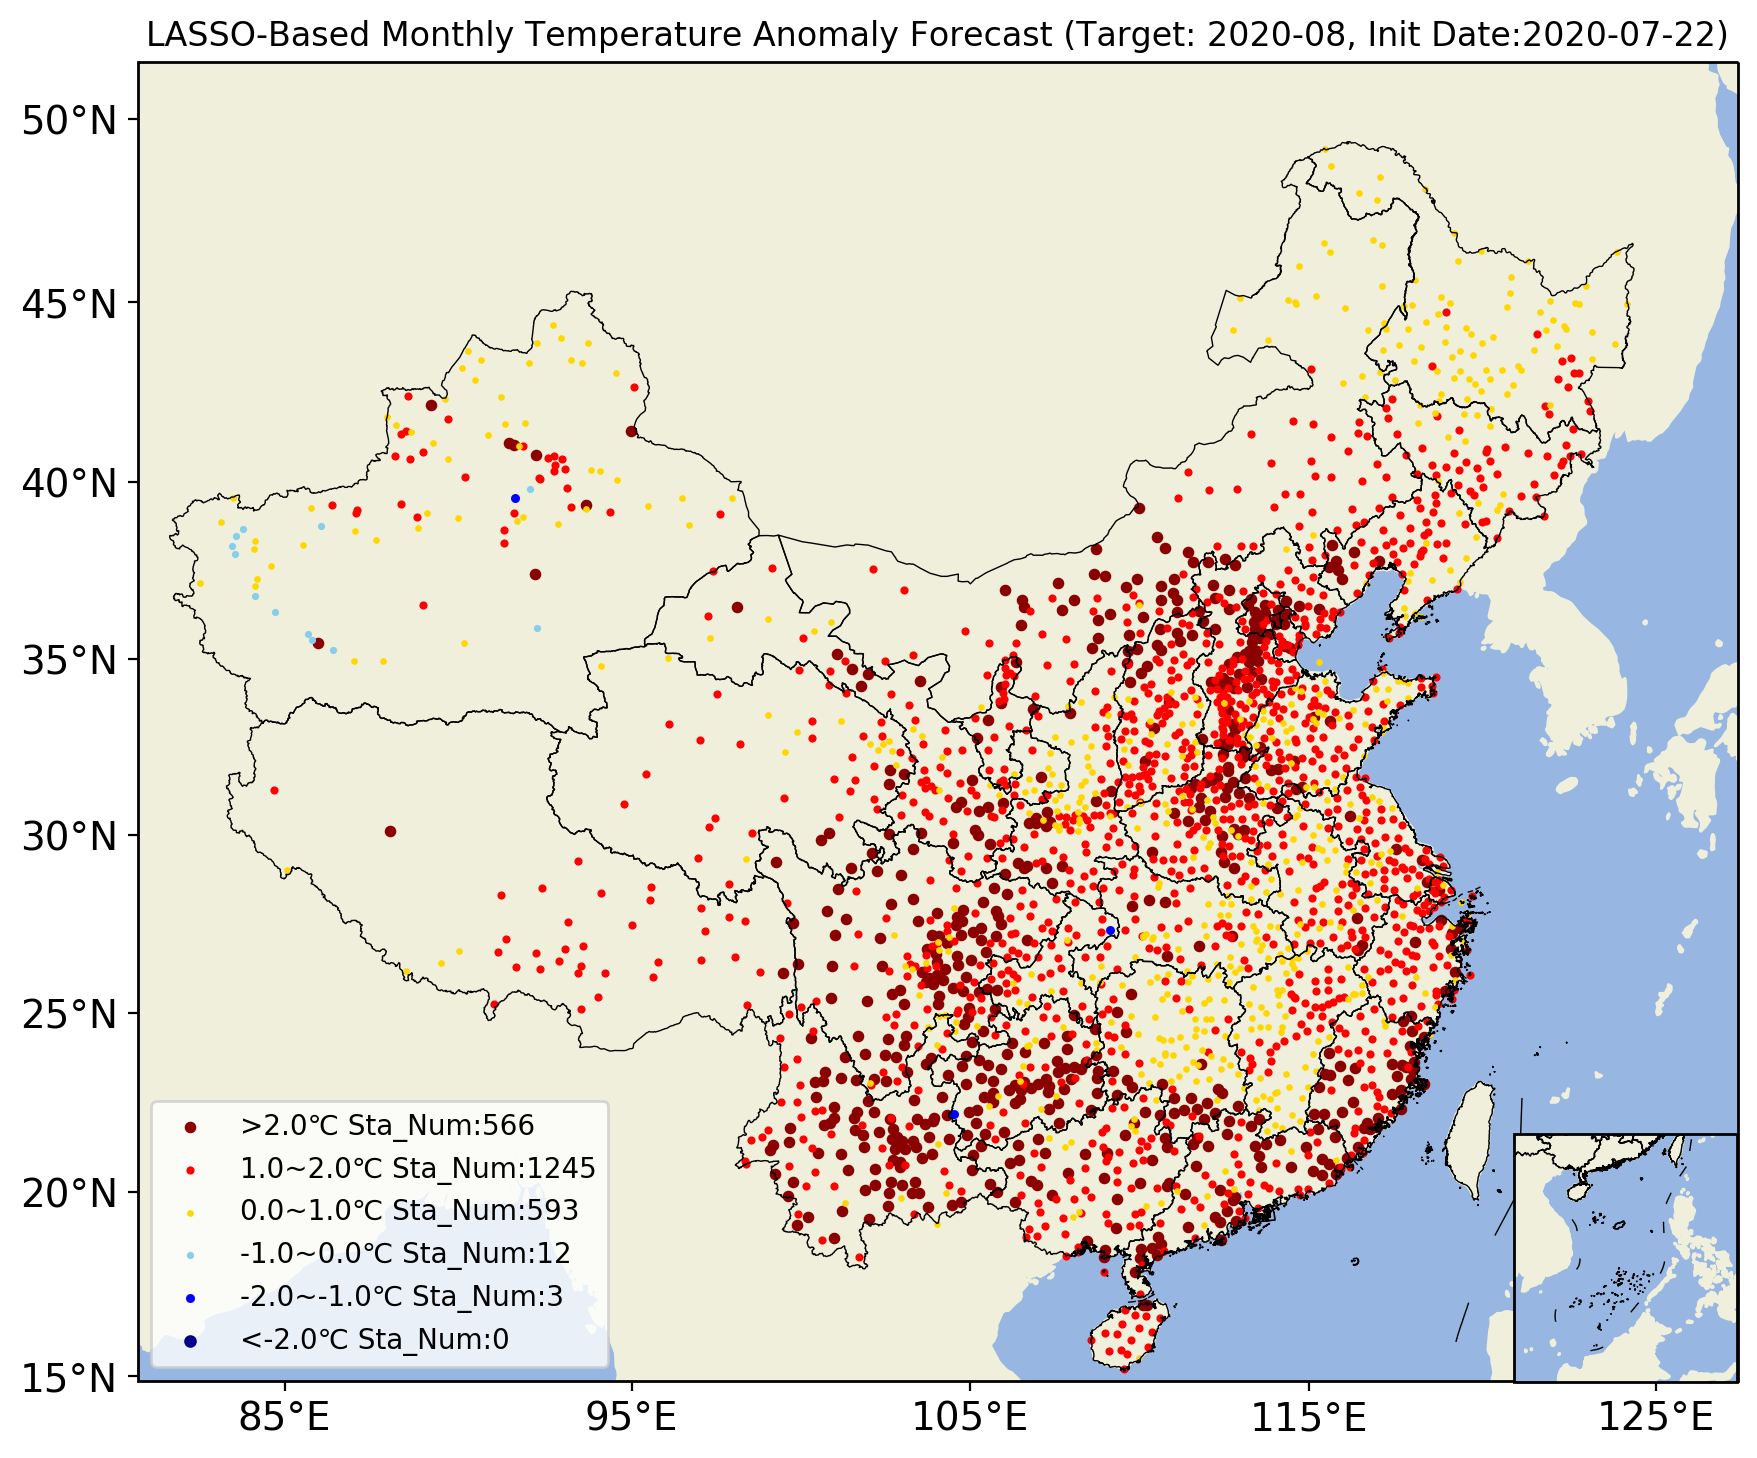 LASSO-Based Monthly Temperature Anomaly Forecast (Target: 2020-08, Init Date:2020-07-22)
50°N
45°N
40°N
35°N
30°N
25°N
20°N
15°N
>2.0℃ Sta_Num:566
1.0~2.0℃ Sta_Num:1245
0.0~1.0℃ Sta_Num:593
-1.0~0.0℃ Sta_Num:12
-2.0~-1.0℃ Sta_Num:3
<-2.0℃ Sta_Num:0
85°E
95°E
105°E
115°E
125°E